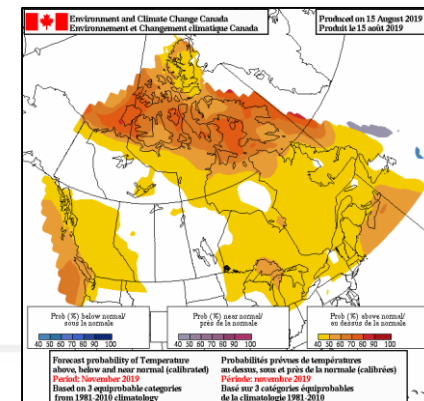 Environment and Climate Change Canada
Environnement et Changement climatique Canada
Produced on 15 August 2019
Produit le 15 août 2019
Prob (%) below normal/
sous la normale
40 50 60 70 80 90 100
Prob (%) near normal/
près de la normale
40 50 60 70 80 90 100
Prob (%) above normal/
au dessus de la normale
40 50 60 70 80 90 100
Forecast probability of Temperature
above, below and near normal (calibrated)
Period: November 2019
Based on 3 equiprobable categories
from 1981-2010 climatology
Probabilités prévues de températures
au-dessus, sous et près de la normale (calibrées)
Période: novembre 2019
Basé sur 3 catégories équiprobables
de la climatologie 1981-2010